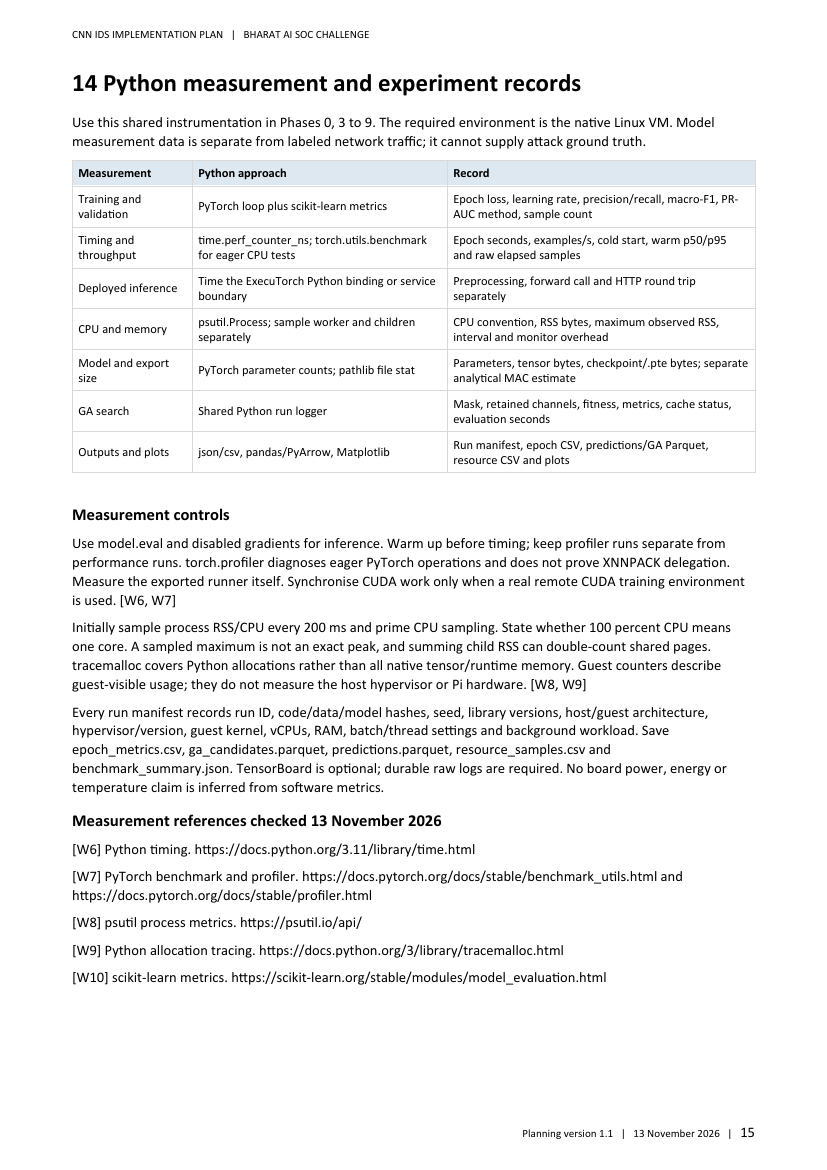 CNN IDS IMPLEMENTATION PLAN | BHARAT AI SOC CHALLENGE
14 Python measurement and experiment records
Use this shared instrumentation in Phases 0, 3 to 9. The required environment is the native Linux VM. Model
measurement data is separate from labeled network traffic; it cannot supply attack ground truth.
Measurement
Python approach
Record
Training and
validation
PyTorch loop plus scikit-learn metrics
Epoch loss, learning rate, precision/recall, macro-F1, PR-
AUC method, sample count
Timing and
throughput
time.perf_counter_ns; torch.utils.benchmark
for eager CPU tests
Epoch seconds, examples/s, cold start, warm p50/p95
and raw elapsed samples
Deployed inference
Time the ExecuTorch Python binding or service
boundary
Preprocessing, forward call and HTTP round trip
separately
CPU and memory
psutil.Process; sample worker and children
separately
CPU convention, RSS bytes, maximum observed RSS,
interval and monitor overhead
Model and export
size
PyTorch parameter counts; pathlib file stat
Parameters, tensor bytes, checkpoint/.pte bytes; separate
analytical MAC estimate
GA search
Shared Python run logger
Mask, retained channels, fitness, metrics, cache status,
evaluation seconds
Outputs and plots
json/csv, pandas/PyArrow, Matplotlib
Run manifest, epoch CSV, predictions/GA Parquet,
resource CSV and plots
Measurement controls
Use model.eval and disabled gradients for inference. Warm up before timing; keep profiler runs separate from
performance runs. torch.profiler diagnoses eager PyTorch operations and does not prove XNNPACK delegation.
Measure the exported runner itself. Synchronise CUDA work only when a real remote CUDA training environment
is used. [W6, W7]
Initially sample process RSS/CPU every 200 ms and prime CPU sampling. State whether 100 percent CPU means
one core. A sampled maximum is not an exact peak, and summing child RSS can double-count shared pages.
tracemalloc covers Python allocations rather than all native tensor/runtime memory. Guest counters describe
guest-visible usage; they do not measure the host hypervisor or Pi hardware. [W8, W9]
Every run manifest records run ID, code/data/model hashes, seed, library versions, host/guest architecture,
hypervisor/version, guest kernel, vCPUs, RAM, batch/thread settings and background workload. Save
epoch_metrics.csv, ga_candidates.parquet, predictions.parquet, resource_samples.csv and
benchmark_summary.json. TensorBoard is optional; durable raw logs are required. No board power, energy or
temperature claim is inferred from software metrics.
Measurement references checked 13 November 2026
[W6] Python timing. https://docs.python.org/3.11/library/time.html
[W7] PyTorch benchmark and profiler. https://docs.pytorch.org/docs/stable/benchmark_utils.html and
https://docs.pytorch.org/docs/stable/profiler.html
[W8] psutil process metrics. https://psutil.io/api/
[W9] Python allocation tracing. https://docs.python.org/3/library/tracemalloc.html
[W10] scikit-learn metrics. https://scikit-learn.org/stable/modules/model_evaluation.html
Planning version 1.1 | 13 November 2026 | 15